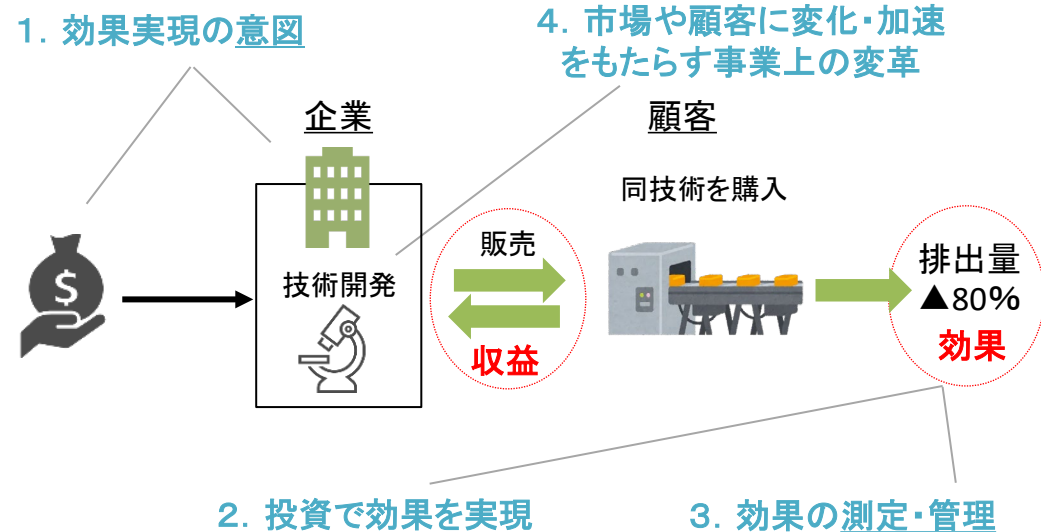 1．効果実現の意図
4．市場や顧客に変化・加速
をもたらす事業上の変革
企業
顧客
同技術を購入
販売
技術開発
収益
排出量
▲80%
効果
$
2．投資で効果を実現
3．効果の測定・管理